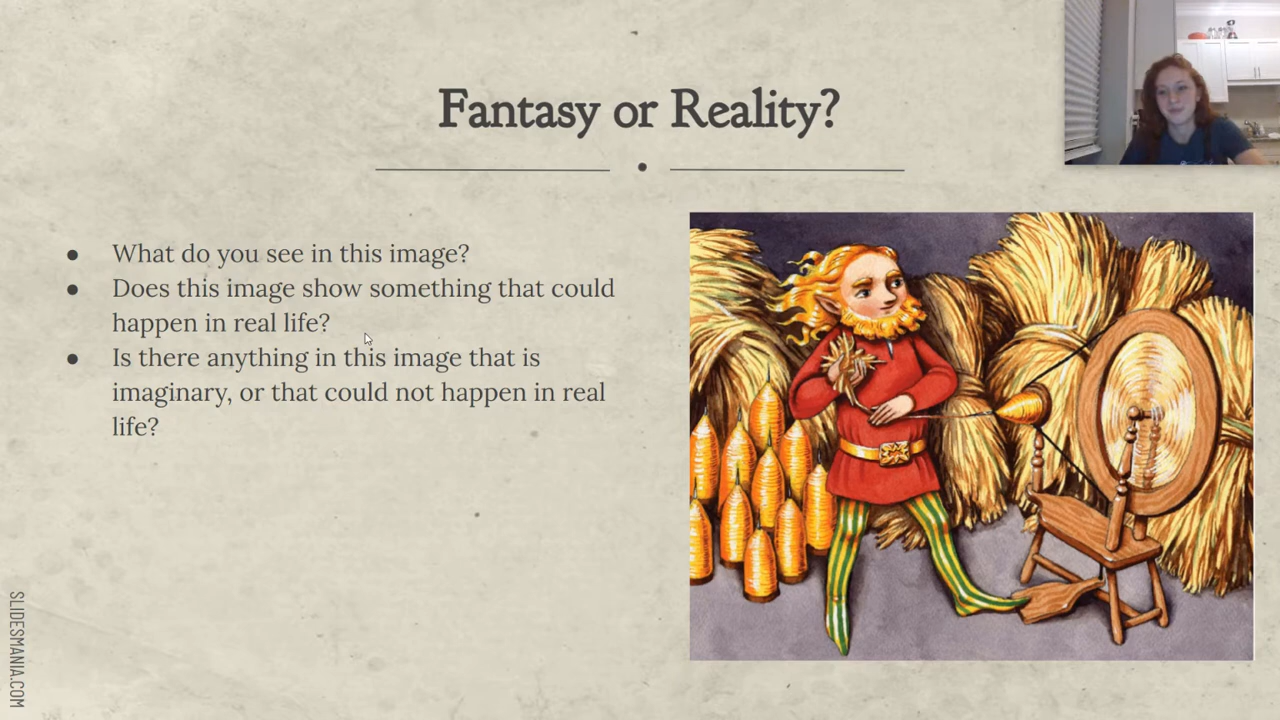 Fantasy or Reality?
● What do you see in this image?
● Does this image show something that could
happen in real life?
● Is there anything in this image that is
imaginary, or that could not happen in real
life?
SLIDESMANIA.COM